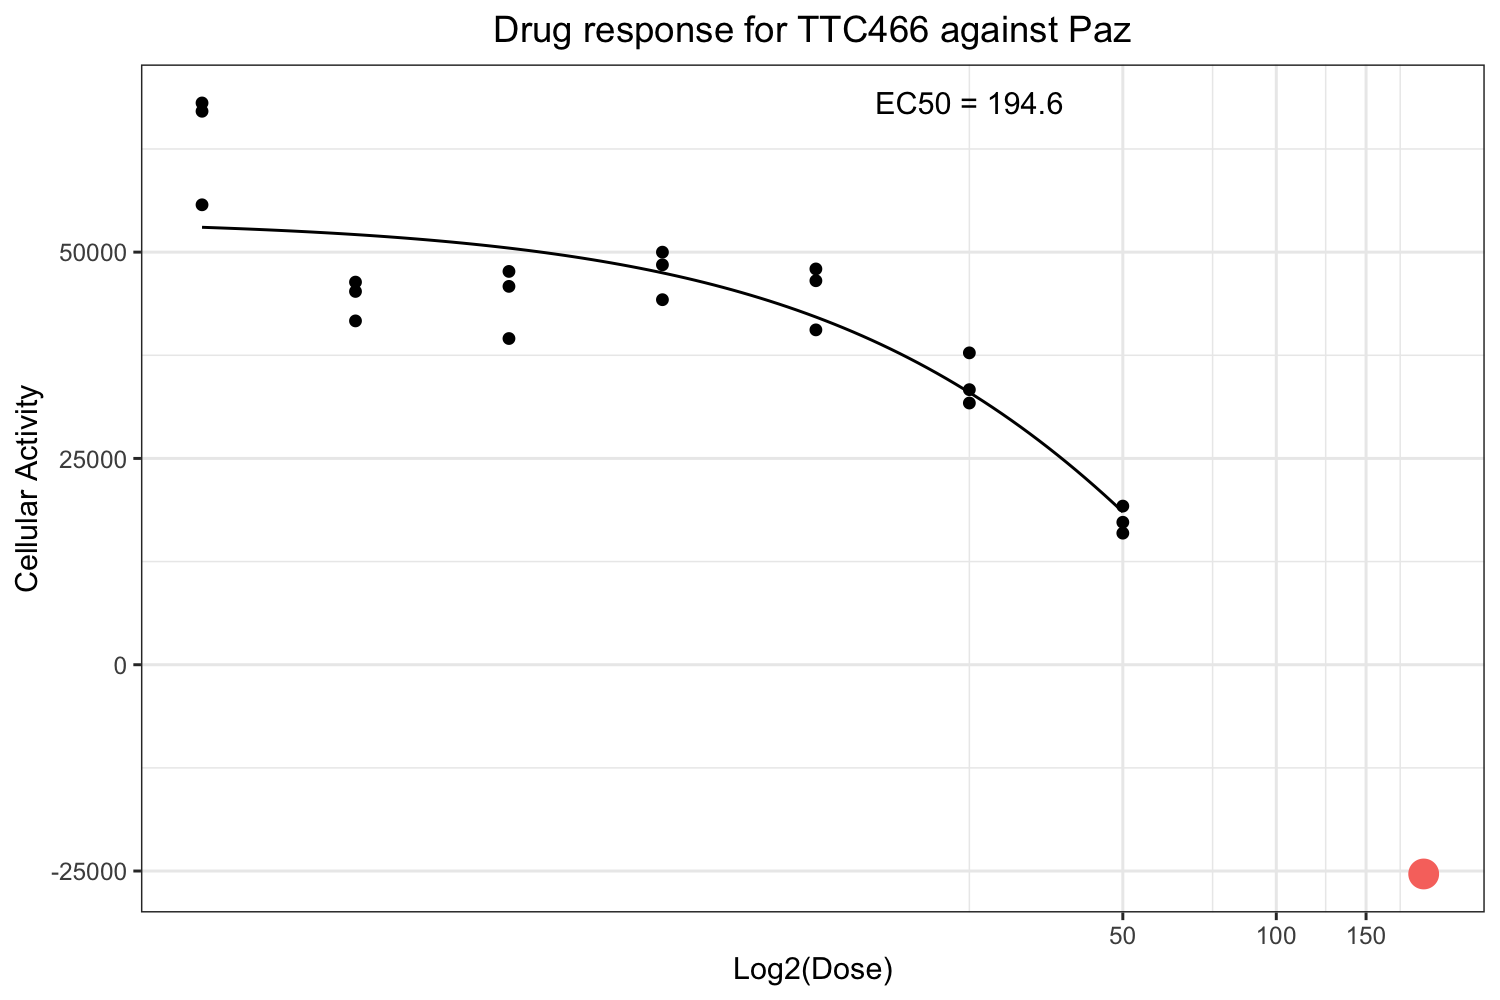 Drug response for TTC466 against Paz
EC50 = 194.6
Cellular Activity
50000
25000
0
-25000
50 100 150
Log2(Dose)